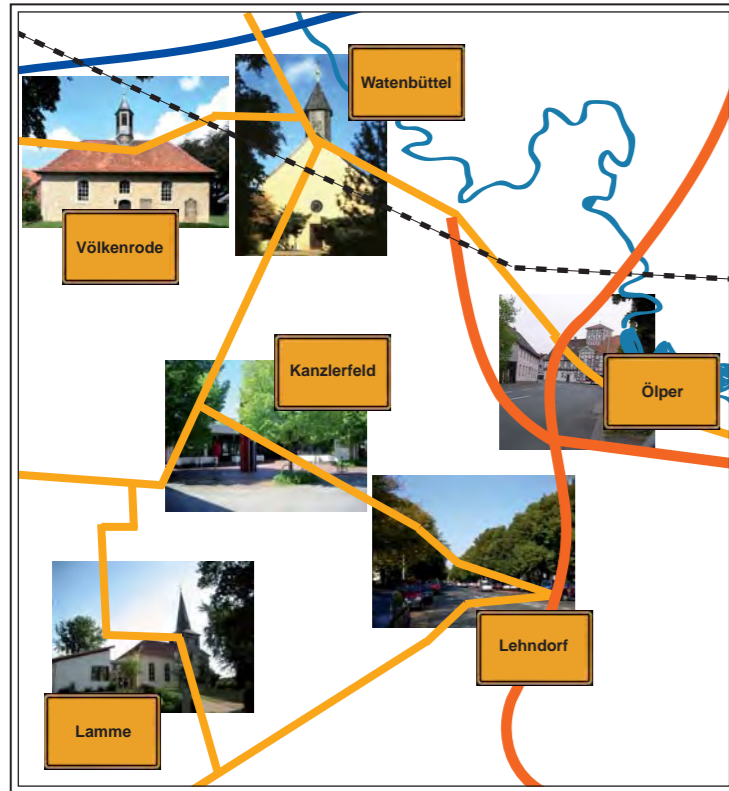 Watenbüttel
Völkenrode
Kanzlerfeld
Ölper
Lehndorf
Lamme